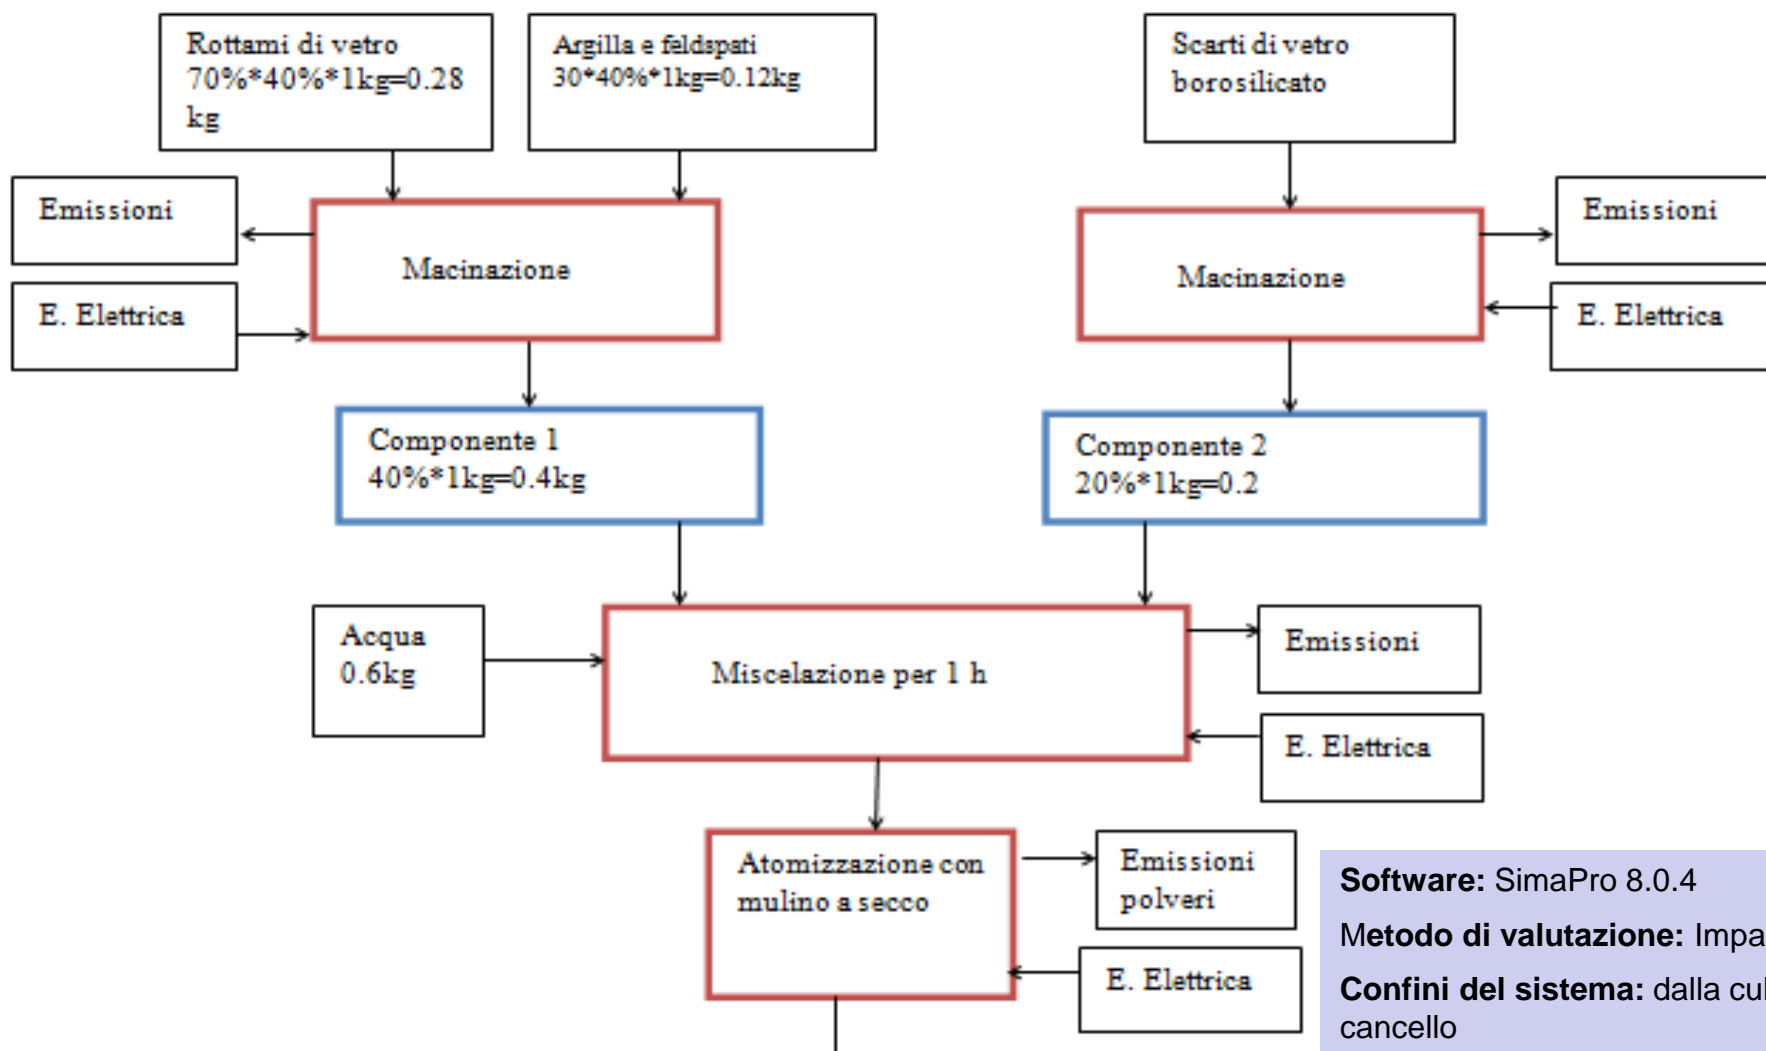 Rottami di vetro
70%*40%*1kg=0.28
kg
Argilla e feldspati
30*40%*1kg=0.12kg
Scarti di vetro
borosilicato
Emissioni
E. Elettrica
Macinazione
Macinazione
Emissioni
E. Elettrica
Componente 1
40%*1kg=0.4kg
Componente 2
20%*1kg=0.2
Acqua
0.6kg
Miscelazione per 1 h
Emissioni
E. Elettrica
Atomizzazione con
mulino a secco
Emissioni
polveri
E. Elettrica
Software: SimaPro 8.0.4
Metodo di valutazione: Impa
Confini del sistema: dalla cul
cancello